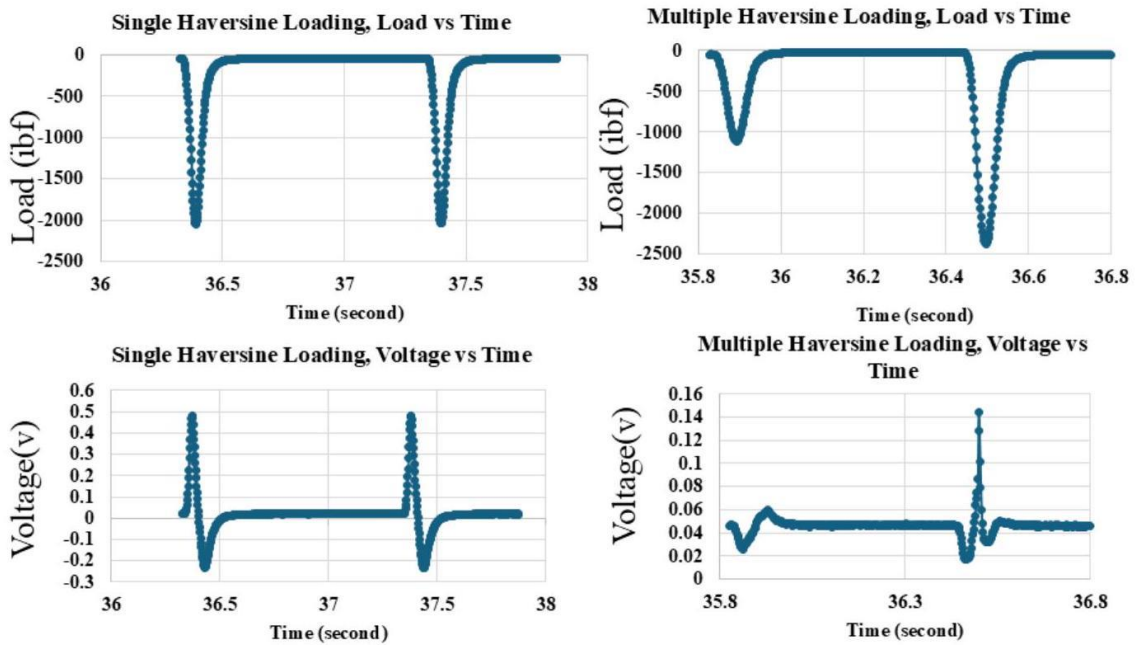 Single Haversine Loading, Load vs Time
0
-500
-1000
-1500
-2000
-2500
Load (ibf)
36 36.5 37 37.5 38
Time (second)
Multiple Haversine Loading, Load vs Time
0
-500
-1000
-1500
-2000
-2500
Load (ibf)
35.8 36 36.2 36.4 36.6 36.8
Time (second)
Single Haversine Loading, Voltage vs Time
0.6
0.5
0.4
0.3
0.2
0.1
0
-0.1
-0.2
-0.3
Voltage(v)
36 36.5 37 37.5 38
Time (second)
Multiple Haversine Loading, Voltage vs
Time
0.16
0.14
0.12
0.1
0.08
0.06
0.04
0.02
0
Voltage(v)
35.8 36.3 36.8
Time (second)